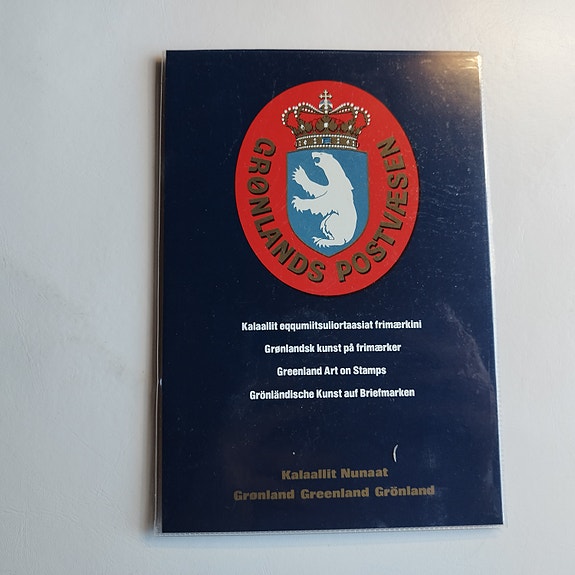 GRØNLANDS POSTVÆSEN
Kalaallit eqqumiitsuliortaasiat frimærkini
Grønlandsk kunst på frimærker
Greenland Art on Stamps
Grönländische Kunst auf Briefmarken
Kalaallit Nunaat
Grønland Greenland Grönland